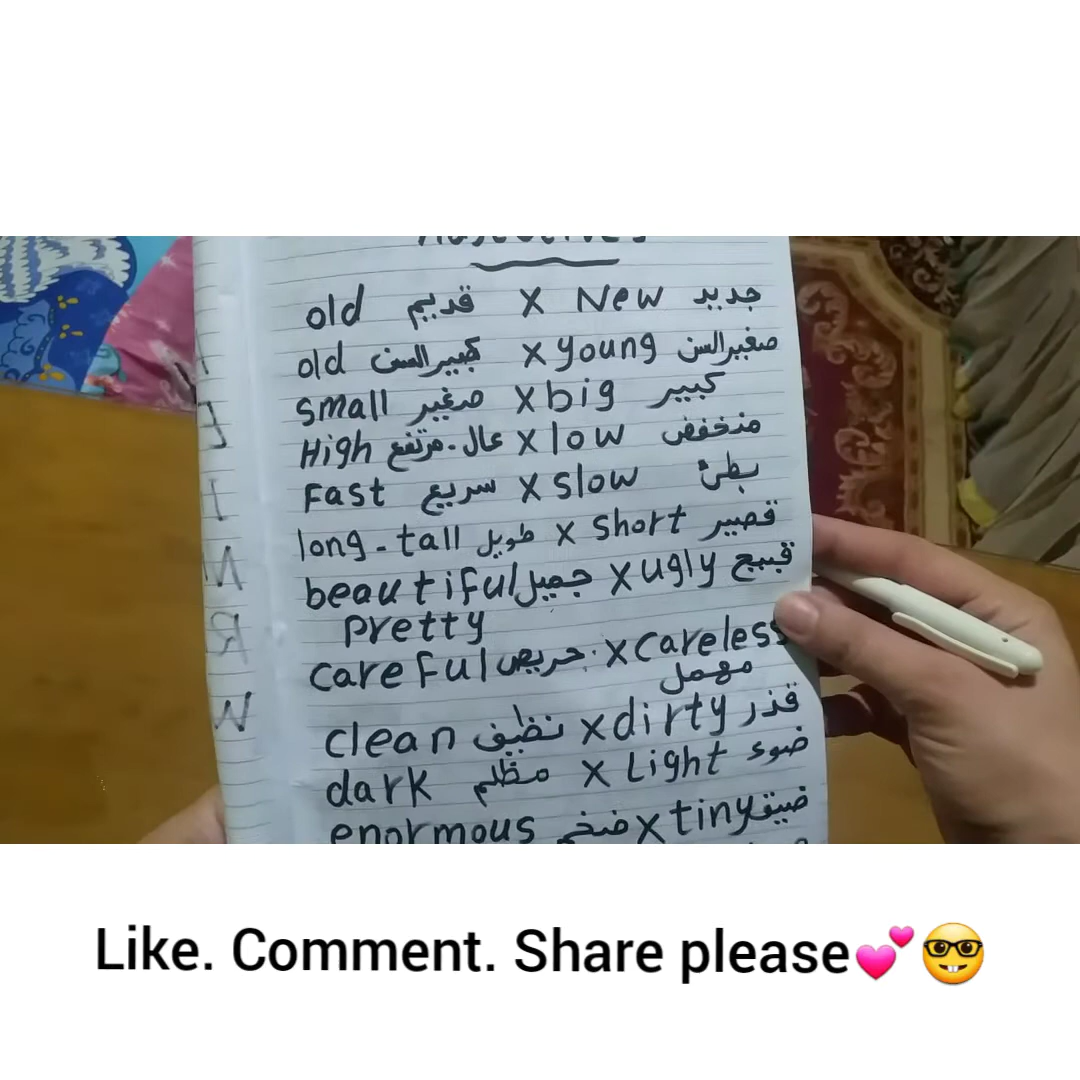 old قديم X New جديد
old كبير السن X young صغير السن
small صغير X big كبير
High عال - مرتفع X low منخفض
Fast سريع X slow بطئ
long - tall طويل X short قصير
beautiful جميل X ugly قبيح
pretty
careful حريص X careless
مهمل
clean نظيف X dirty قذر
dark مظلم X Light ضوء
enormous ضخم X tiny ضيق
Like. Comment. Share please💕🤓